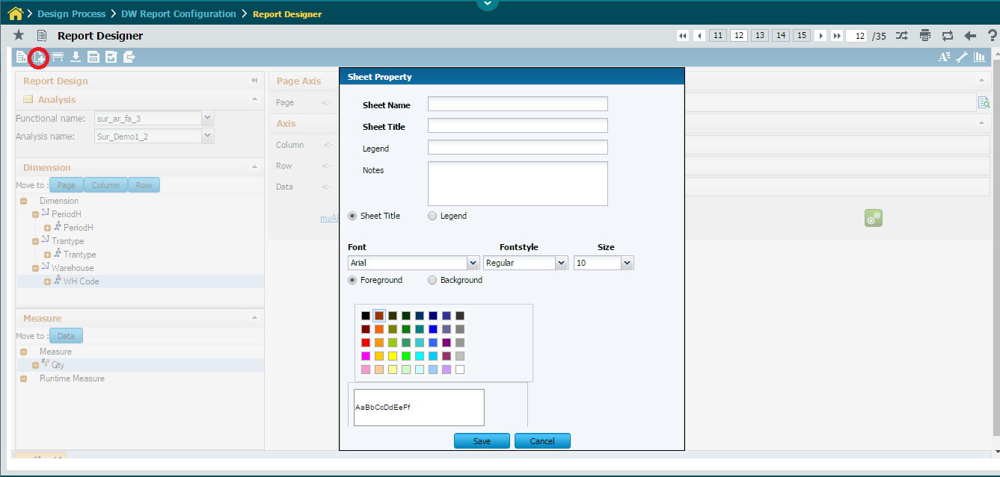 Design Process > DW Report Configuration > Report Designer
Report Designer
11 12 13 14 15 12 /35
Report Design
Analysis
Functional name: sur_ar_fa_3
Analysis name: Sur_Demo1_2
Dimension
Move to : Page Column Row
Dimension
PeriodH
PeriodH
Trantype
Trantype
Warehouse
WH Code
Measure
Move to : Data
Measure
Qty
Runtime Measure
Page Axis
Page <-
Axis
Column <-
Row <-
Data <-
Sheet Property
Sheet Name
Sheet Title
Legend
Notes
Sheet Title Legend
Font Fontstyle Size
Arial Regular 10
Foreground Background
AaBbCcDdEeFf
Save Cancel